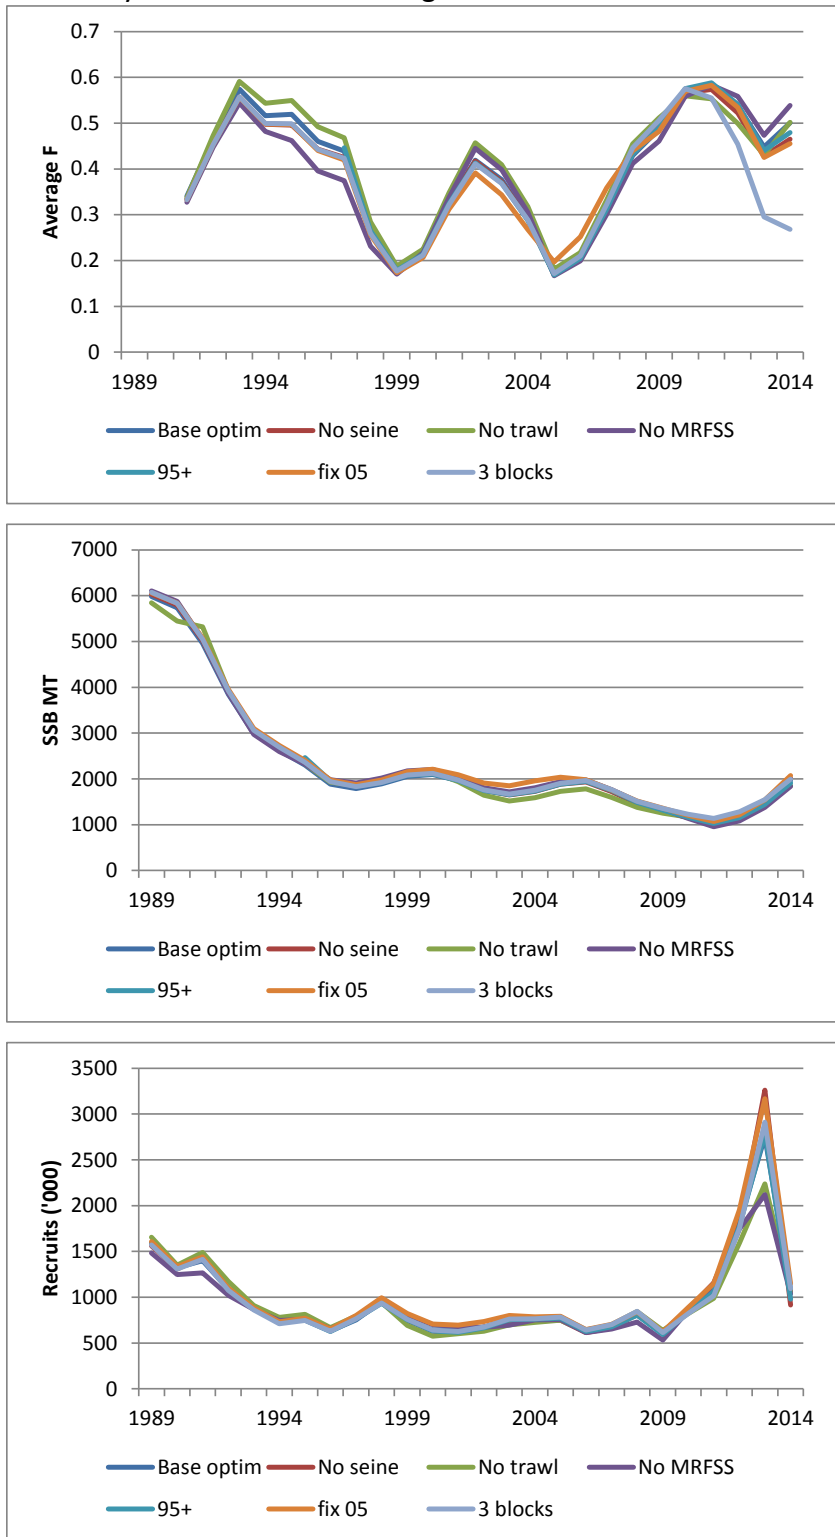 0.7
0.6
0.5
0.4
0.3
0.2
0.1
0
Average F
1989 1994 1999 2004 2009 2014
Base optim No seine No trawl No MRFSS
95+ fix 05 3 blocks
7000
6000
5000
4000
3000
2000
1000
0
SSB MT
1989 1994 1999 2004 2009 2014
Base optim No seine No trawl No MRFSS
95+ fix 05 3 blocks
3500
3000
2500
2000
1500
1000
500
0
Recruits ('000)
1989 1994 1999 2004 2009 2014
Base optim No seine No trawl No MRFSS
95+ fix 05 3 blocks